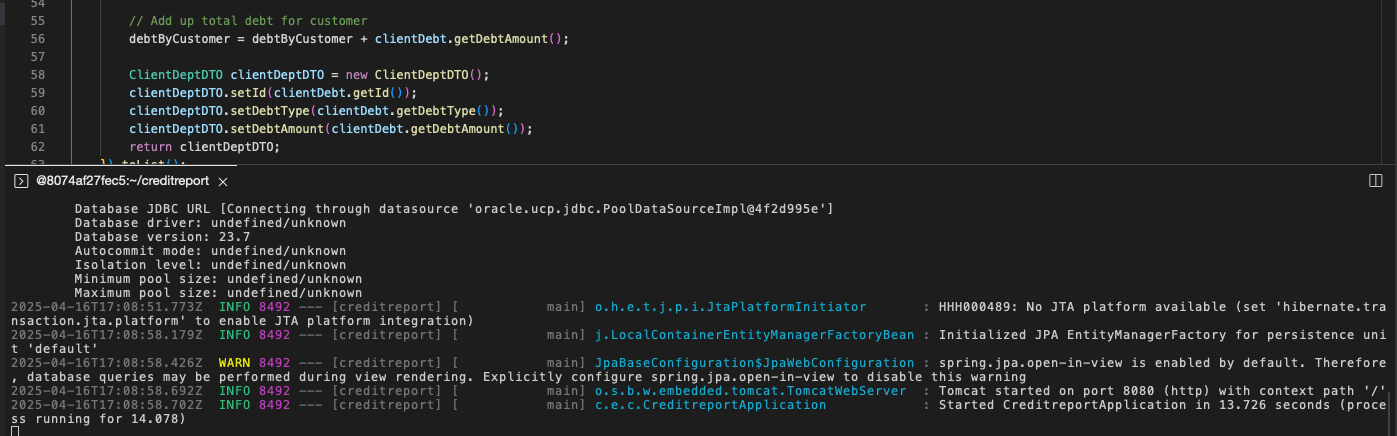 54
55 // Add up total debt for customer
56 debtByCustomer = debtByCustomer + clientDebt.getDebtAmount();
57
58 ClientDeptDTO clientDeptDTO = new ClientDeptDTO();
59 clientDeptDTO.setId(clientDebt.getId());
60 clientDeptDTO.setDebtType(clientDebt.getDebtType());
61 clientDeptDTO.setDebtAmount(clientDebt.getDebtAmount());
62 return clientDeptDTO;
63 }).toList();
@8074af27fec5:~/creditreport
Database JDBC URL [Connecting through datasource 'oracle.ucp.jdbc.PoolDataSourceImpl@4f2d995e']
Database driver: undefined/unknown
Database version: 23.7
Autocommit mode: undefined/unknown
Isolation level: undefined/unknown
Minimum pool size: undefined/unknown
Maximum pool size: undefined/unknown
2025-04-16T17:08:51.773Z INFO 8492 --- [creditreport] [ main] o.h.e.t.j.p.i.JtaPlatformInitiator : HHH000489: No JTA platform available (set 'hibernate.tra
nsaction.jta.platform' to enable JTA platform integration)
2025-04-16T17:08:58.179Z INFO 8492 --- [creditreport] [ main] j.LocalContainerEntityManagerFactoryBean : Initialized JPA EntityManagerFactory for persistence uni
t 'default'
2025-04-16T17:08:58.426Z WARN 8492 --- [creditreport] [ main] JpaBaseConfiguration$JpaWebConfiguration : spring.jpa.open-in-view is enabled by default. Therefore
, database queries may be performed during view rendering. Explicitly configure spring.jpa.open-in-view to disable this warning
2025-04-16T17:08:58.692Z INFO 8492 --- [creditreport] [ main] o.s.b.w.embedded.tomcat.TomcatWebServer : Tomcat started on port 8080 (http) with context path '/'
2025-04-16T17:08:58.702Z INFO 8492 --- [creditreport] [ main] c.e.c.CreditreportApplication : Started CreditreportApplication in 13.726 seconds (proce
ss running for 14.078)